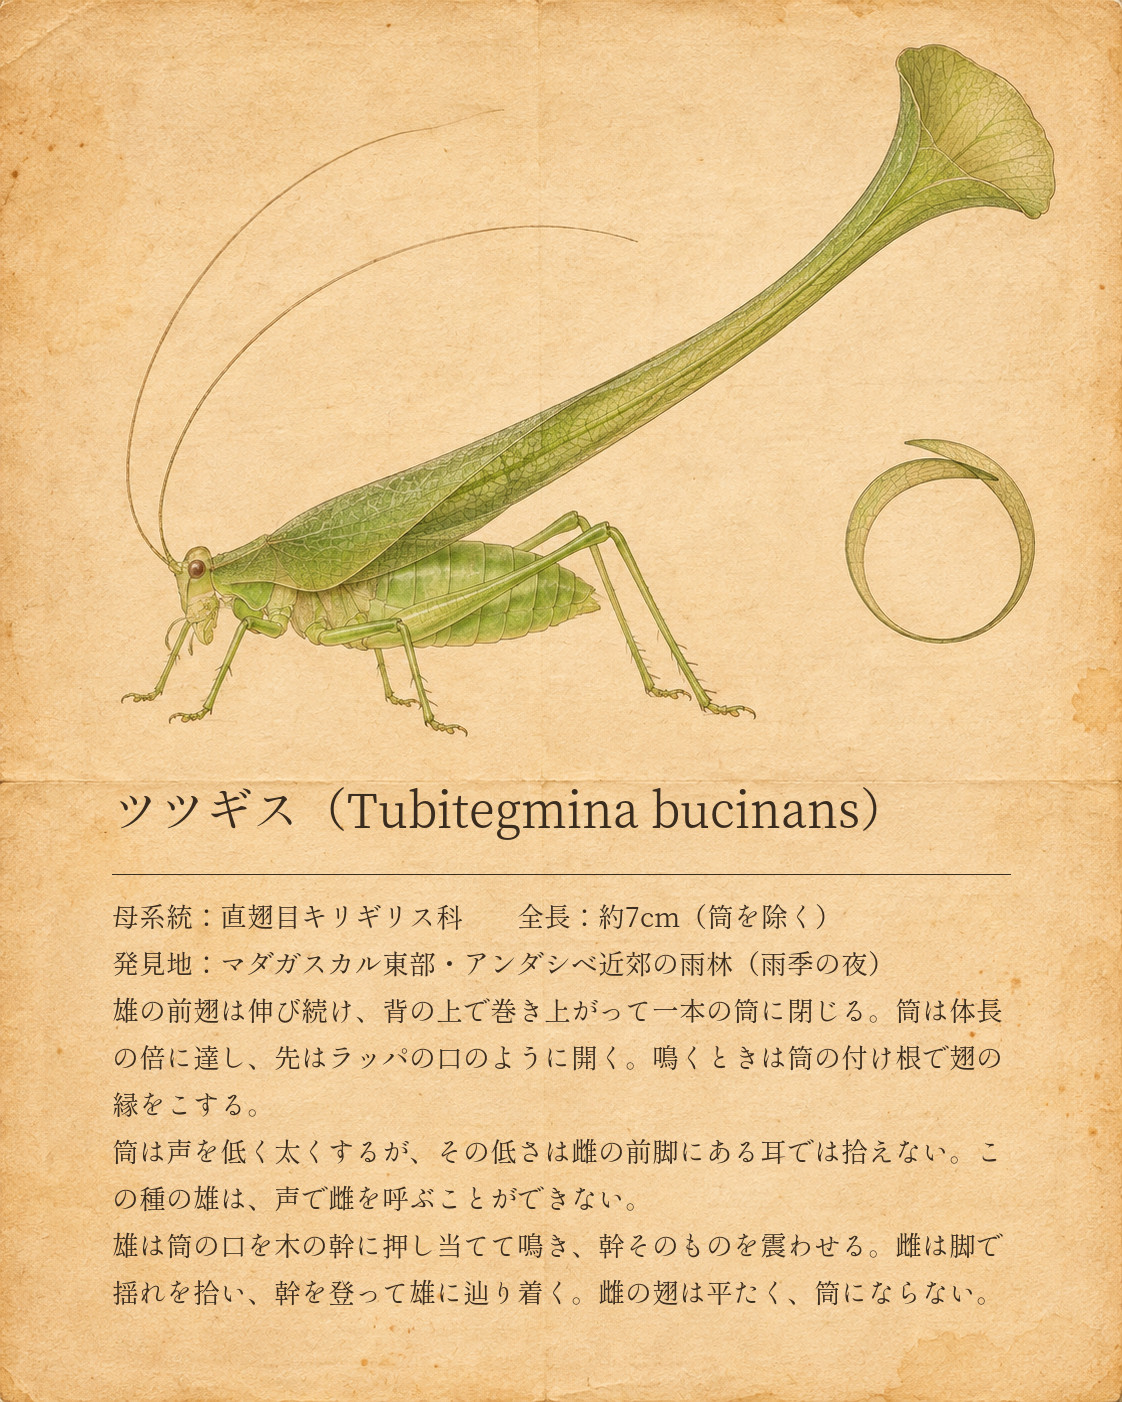 ツツギス（Tubitegmina bucinans）
母系統：直翅目キリギリス科　　全長：約7cm（筒を除く）
発見地：マダガスカル東部・アンダシベ近郊の雨林（雨季の夜）
雄の前翅は伸び続け、背の上で巻き上がって一本の筒に閉じる。筒は体長
の倍に達し、先はラッパの口のように開く。鳴くときは筒の付け根で翅の
縁をこする。
筒は声を低く太くするが、その低さは雌の前脚にある耳では拾えない。こ
の種の雄は、声で雌を呼ぶことができない。
雄は筒の口を木の幹に押し当てて鳴き、幹そのものを震わせる。雌は脚で
揺れを拾い、幹を登って雄に辿り着く。雌の翅は平たく、筒にならない。